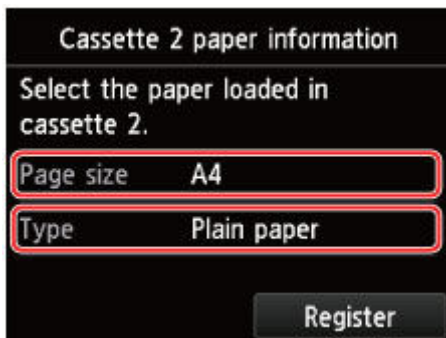 Cassette 2 paper information
Select the paper loaded in
cassette 2.
Page size A4
Type Plain paper
Register